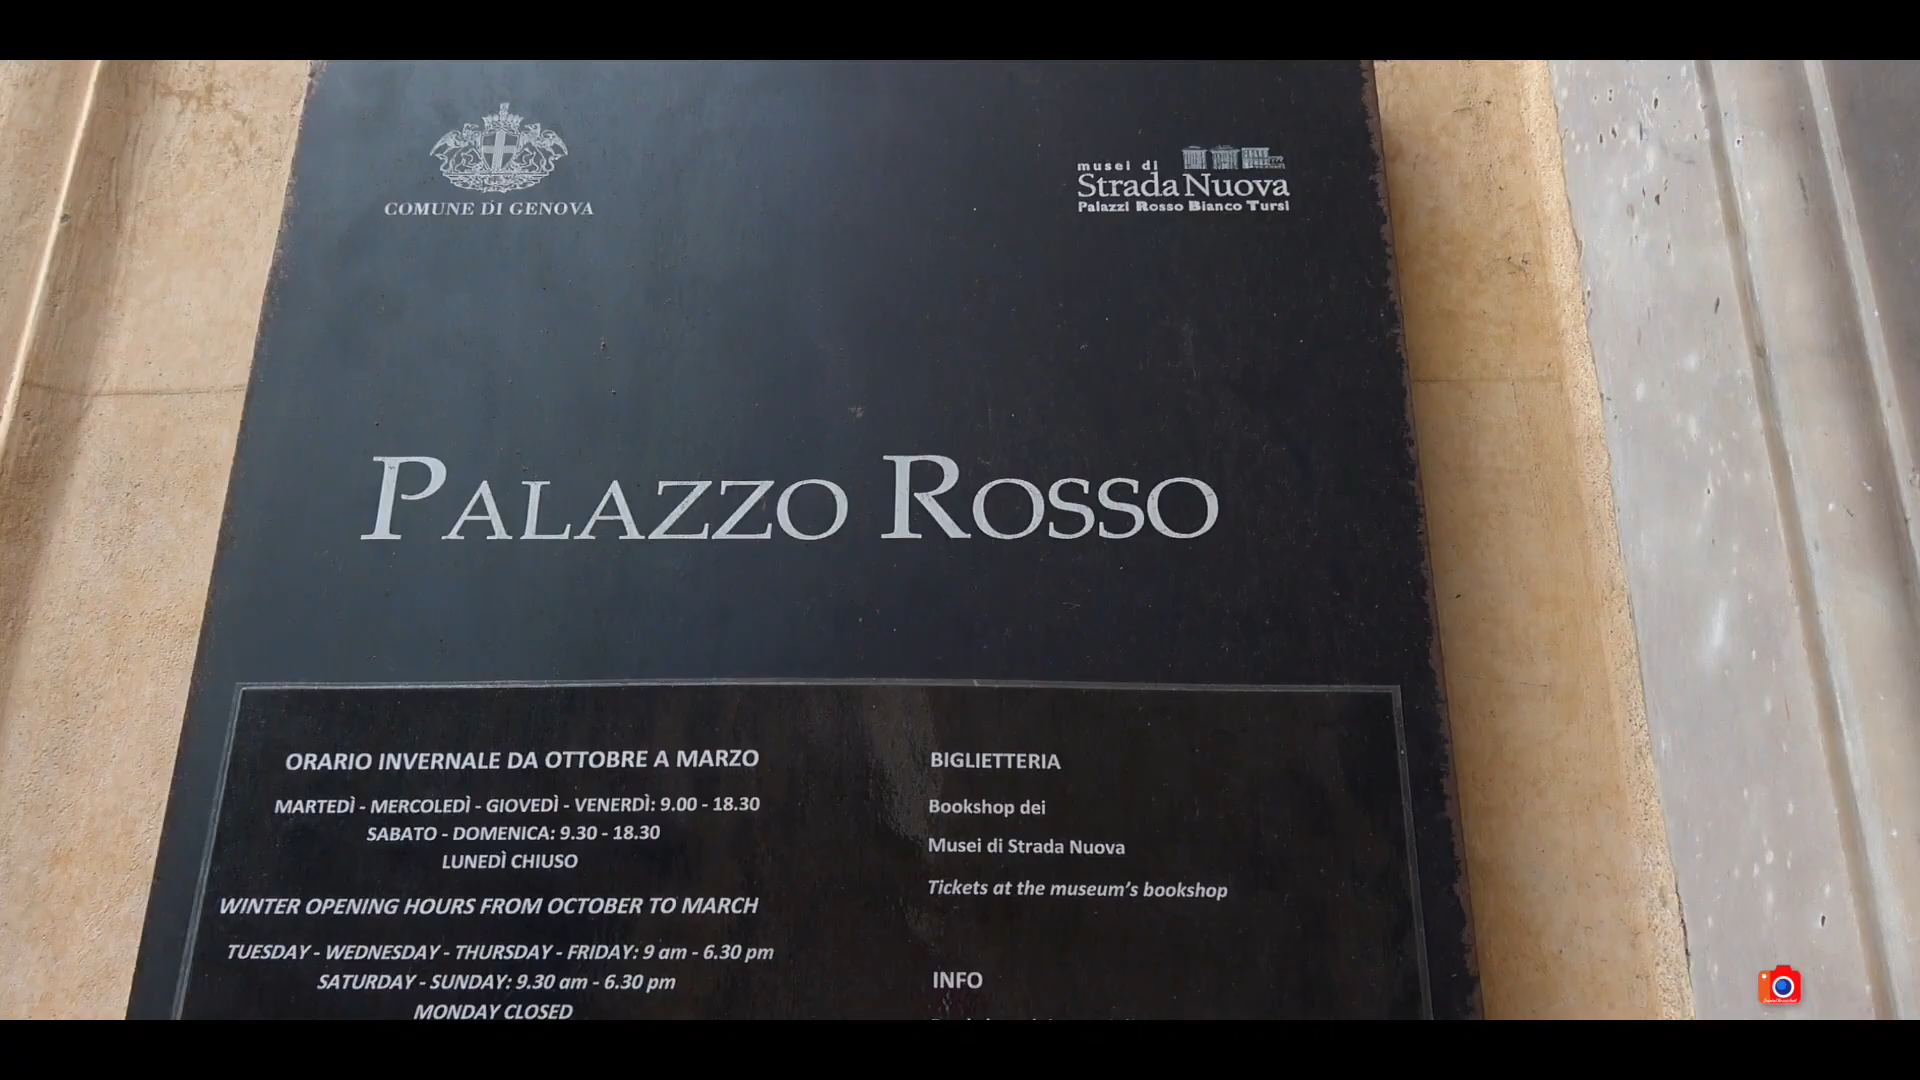 COMUNE DI GENOVA
musei di
Strada Nuova
Palazzi Rosso Bianco Tursi
PALAZZO ROSSO
ORARIO INVERNALE DA OTTOBRE A MARZO
MARTEDÌ - MERCOLEDÌ - GIOVEDÌ - VENERDÌ: 9.00 - 18.30
SABATO - DOMENICA: 9.30 - 18.30
LUNEDÌ CHIUSO
WINTER OPENING HOURS FROM OCTOBER TO MARCH
TUESDAY - WEDNESDAY - THURSDAY - FRIDAY: 9 am - 6.30 pm
SATURDAY - SUNDAY: 9.30 am - 6.30 pm
MONDAY CLOSED
BIGLIETTERIA
Bookshop dei
Musei di Strada Nuova
Tickets at the museum's bookshop
INFO